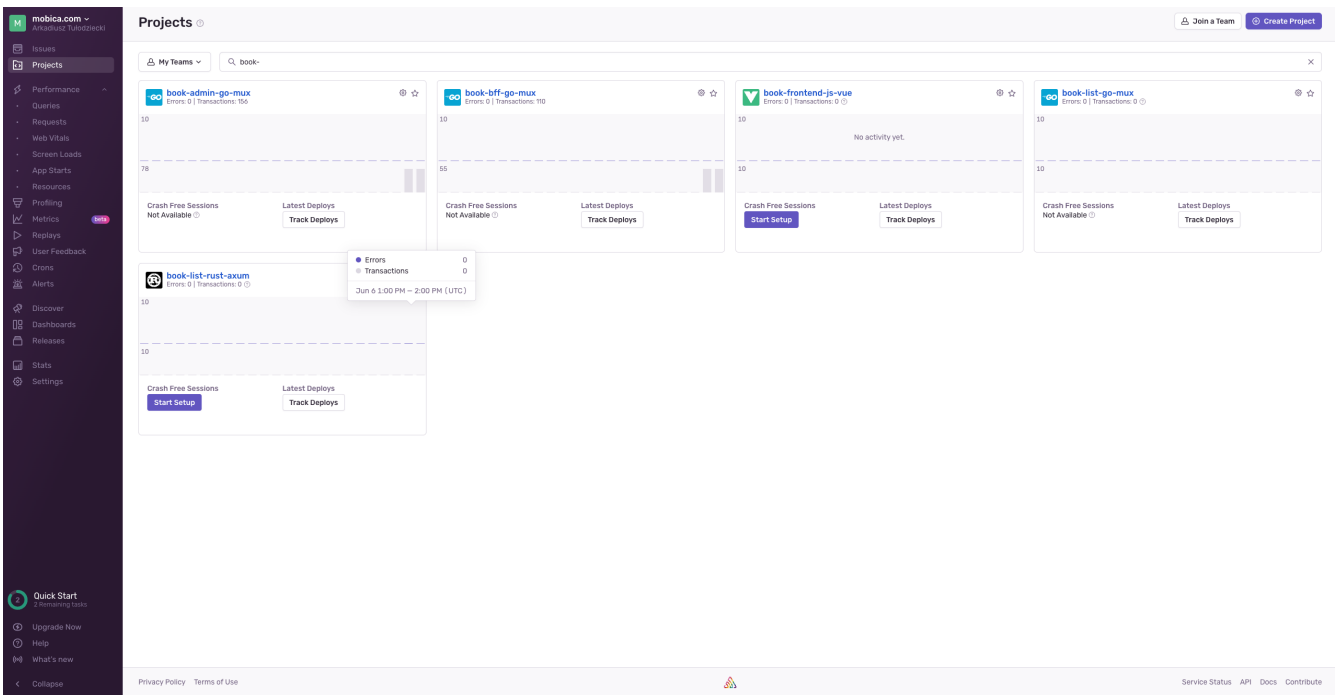 M
mobica.com
Arkadiusz Tułodziecki
Issues
Projects
Performance
Queries
Requests
Web Vitals
Screen Loads
App Starts
Resources
Profiling
Metrics beta
Replays
User Feedback
Crons
Alerts
Discover
Dashboards
Releases
Stats
Settings
2
Quick Start
2 Remaining tasks
Upgrade Now
Help
What's new
Collapse
Projects
Join a Team
Create Project
My Teams
book-
GO
book-admin-go-mux
Errors: 0 | Transactions: 156
10
78
Crash Free Sessions
Not Available
Latest Deploys
Track Deploys
GO
book-bff-go-mux
Errors: 0 | Transactions: 110
10
55
Crash Free Sessions
Not Available
Latest Deploys
Track Deploys
book-frontend-js-vue
Errors: 0 | Transactions: 0
10
No activity yet.
10
Crash Free Sessions
Start Setup
Latest Deploys
Track Deploys
GO
book-list-go-mux
Errors: 0 | Transactions: 0
10
10
Crash Free Sessions
Not Available
Latest Deploys
Track Deploys
R
book-list-rust-axum
Errors: 0 | Transactions: 0
10
10
Crash Free Sessions
Start Setup
Latest Deploys
Track Deploys
Errors 0
Transactions 0
Jun 6 1:00 PM — 2:00 PM (UTC)
Privacy Policy Terms of Use
Service Status API Docs Contribute